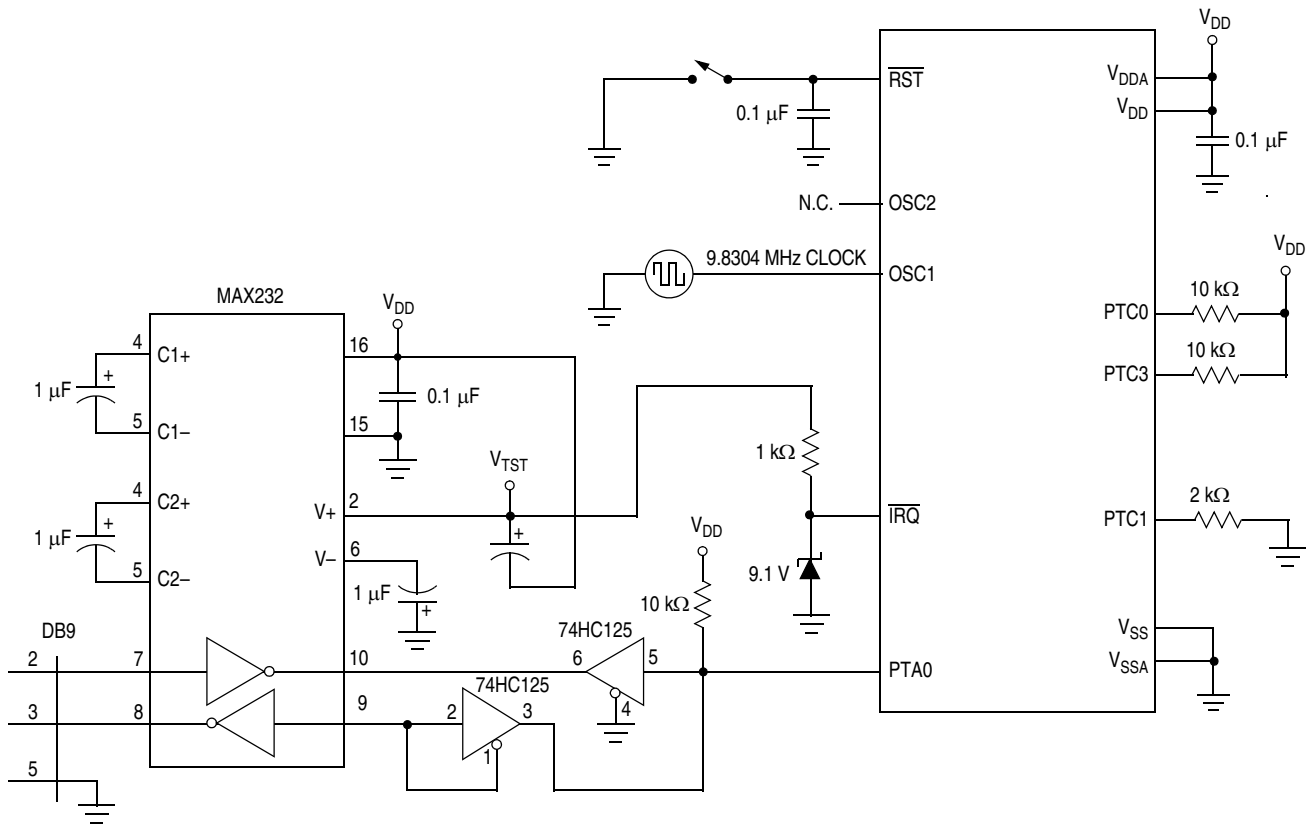 V_DD
R̅S̅T̅
V_DDA
0.1 µF
V_DD
0.1 µF
N.C.
OSC2
9.8304 MHz CLOCK
OSC1
V_DD
10 kΩ
PTC0
10 kΩ
PTC3
MAX232
V_DD
4
C1+
16
+
1 µF
0.1 µF
5
C1–
15
1 kΩ
V_TST
4
C2+
2
V+
+
1 µF
+
6
V–
5
C2–
1 µF
+
I̅R̅Q̅
2 kΩ
PTC1
V_DD
9.1 V
10 kΩ
DB9
74HC125
V_SS
2
7
10
6
5
PTA0
V_SSA
74HC125
4
3
8
9
2
3
1
5